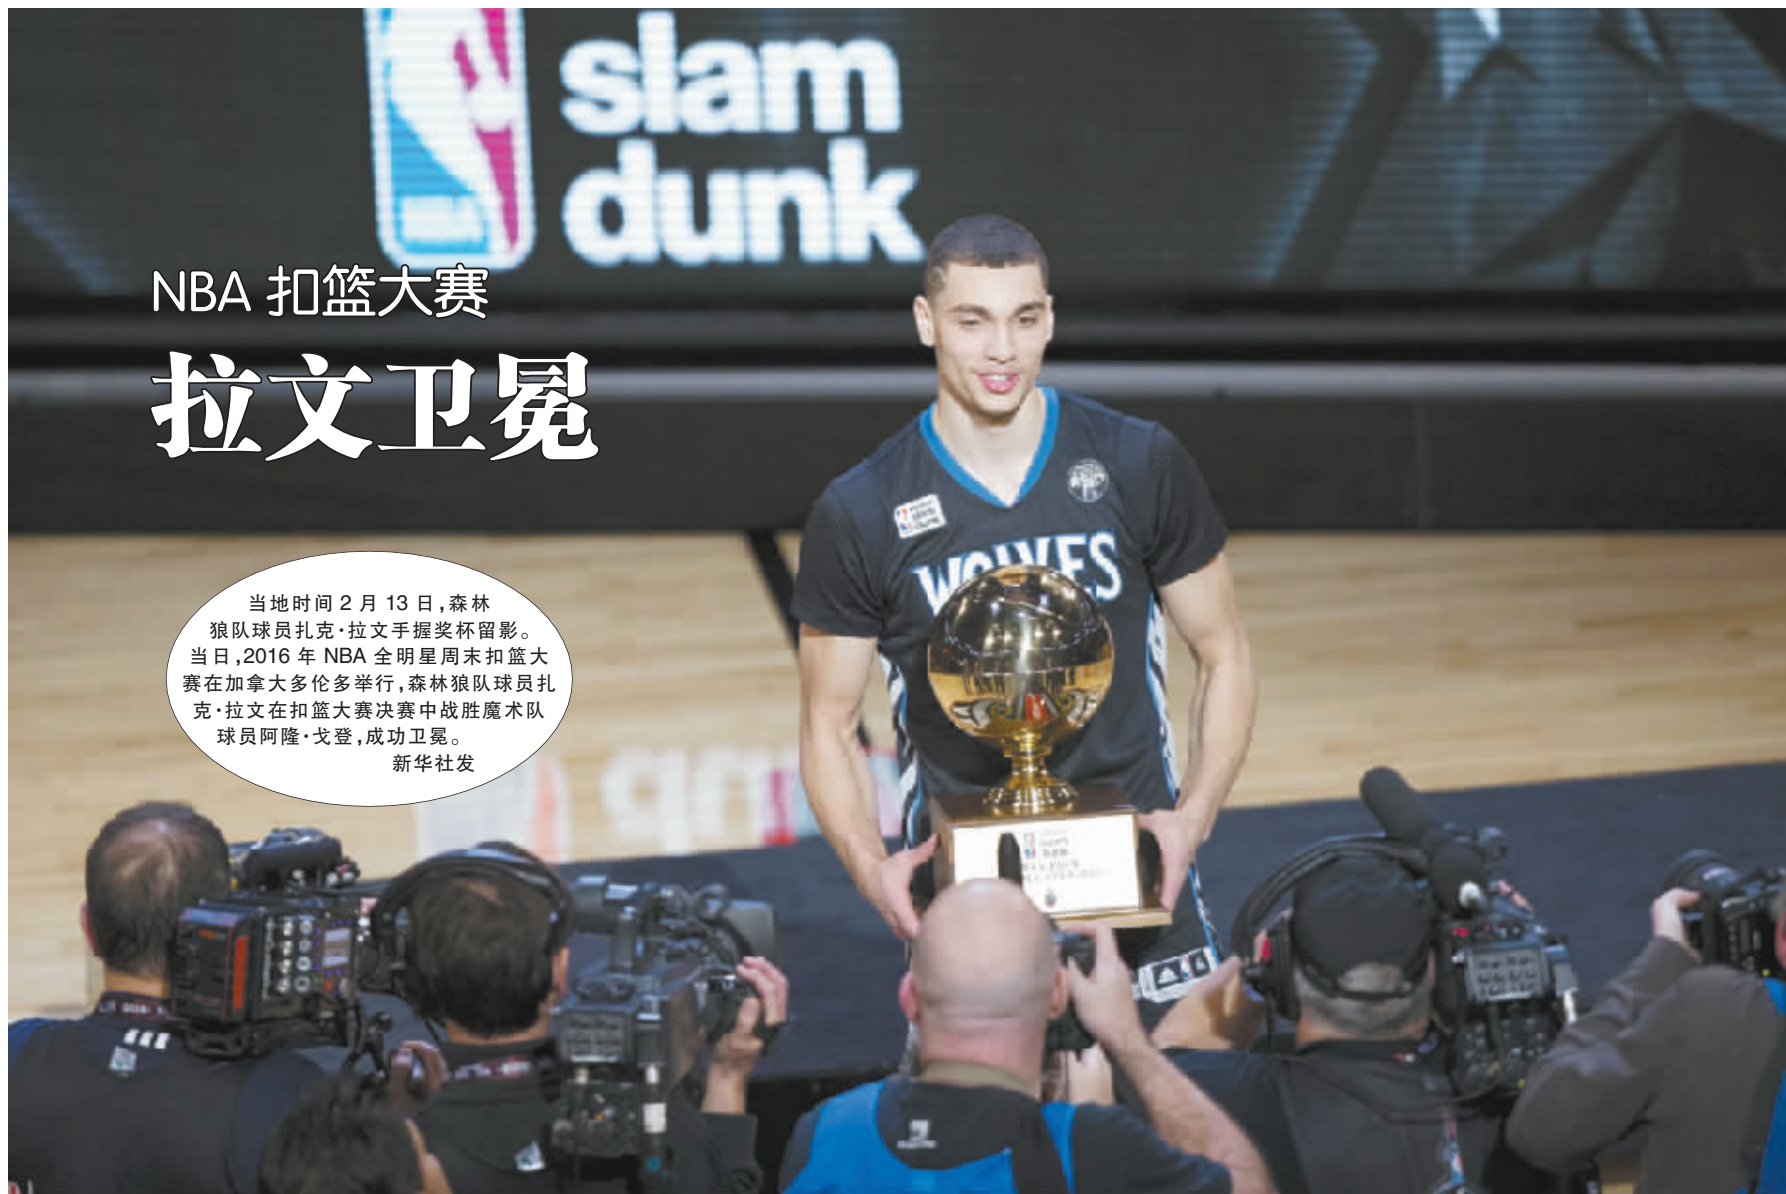 slam
dunk
NBA 扣篮大赛
拉文卫冕
WOLVES
当地时间 2 月 13 日，森林
狼队球员扎克·拉文手握奖杯留影。
当日，2016 年 NBA 全明星周末扣篮大
赛在加拿大多伦多举行，森林狼队球员扎
克·拉文在扣篮大赛决赛中战胜魔术队
球员阿隆·戈登，成功卫冕。
新华社发